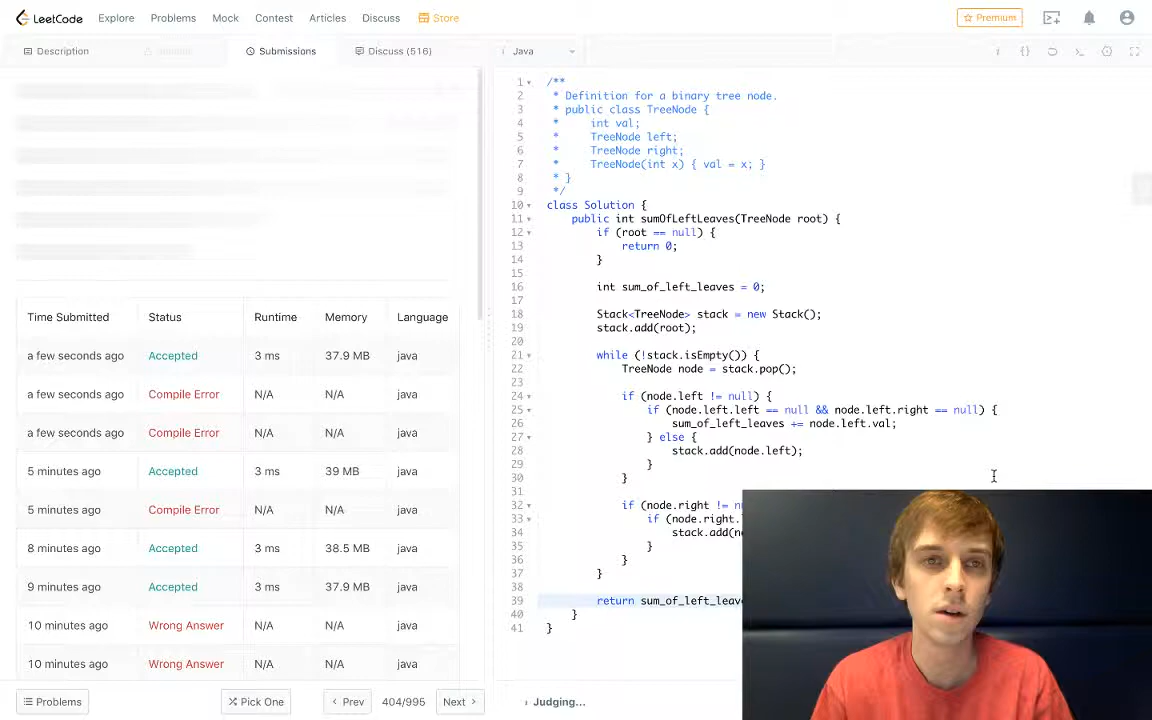 LeetCode Explore Problems Mock Contest Articles Discuss Store Premium
Description Submissions Discuss (516) Java
Time Submitted Status Runtime Memory Language
a few seconds ago Accepted 3 ms 37.9 MB java
a few seconds ago Compile Error N/A N/A java
a few seconds ago Compile Error N/A N/A java
5 minutes ago Accepted 3 ms 39 MB java
5 minutes ago Compile Error N/A N/A java
8 minutes ago Accepted 3 ms 38.5 MB java
9 minutes ago Accepted 3 ms 37.9 MB java
10 minutes ago Wrong Answer N/A N/A java
10 minutes ago Wrong Answer N/A N/A java
Problems Pick One Prev 404/995 Next
1 /**
2 * Definition for a binary tree node.
3 * public class TreeNode {
4 * int val;
5 * TreeNode left;
6 * TreeNode right;
7 * TreeNode(int x) { val = x; }
8 * }
9 */
10 class Solution {
11 public int sumOfLeftLeaves(TreeNode root) {
12 if (root == null) {
13 return 0;
14 }
15
16 int sum_of_left_leaves = 0;
17
18 Stack<TreeNode> stack = new Stack();
19 stack.add(root);
20
21 while (!stack.isEmpty()) {
22 TreeNode node = stack.pop();
23
24 if (node.left != null) {
25 if (node.left.left == null && node.left.right == null) {
26 sum_of_left_leaves += node.left.val;
27 } else {
28 stack.add(node.left);
29 }
30 }
31
32 if (node.right != n
33 if (node.right.
34 stack.add(n
35 }
36 }
37 }
38
39 return sum_of_left_leav
40 }
41 }
Judging...